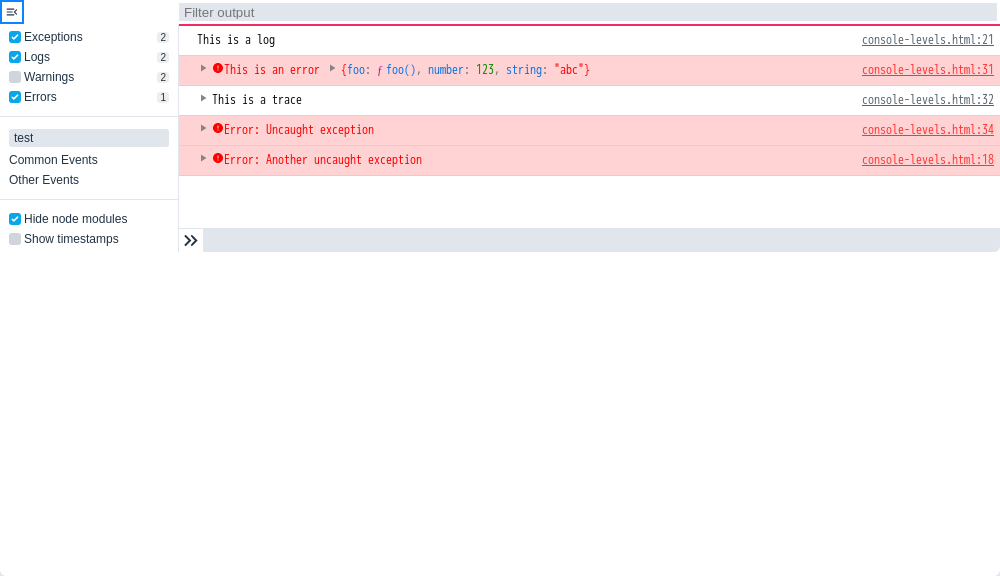 Filter output
Exceptions 2
Logs 2
Warnings 2
Errors 1
test
Common Events
Other Events
Hide node modules
Show timestamps
This is a log console-levels.html:21
This is an error {foo: ƒ foo(), number: 123, string: "abc"} console-levels.html:31
This is a trace console-levels.html:32
Error: Uncaught exception console-levels.html:34
Error: Another uncaught exception console-levels.html:18